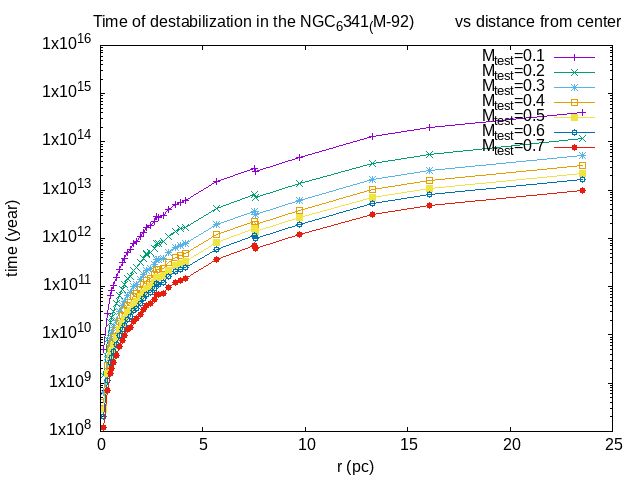 Time of destabilization in the NGC6341(M-92) vs distance from center
1x10^16
1x10^15
1x10^14
1x10^13
1x10^12
1x10^11
1x10^10
1x10^9
1x10^8
time (year)
Mtest=0.1
Mtest=0.2
Mtest=0.3
Mtest=0.4
Mtest=0.5
Mtest=0.6
Mtest=0.7
0 5 10 15 20 25
r (pc)